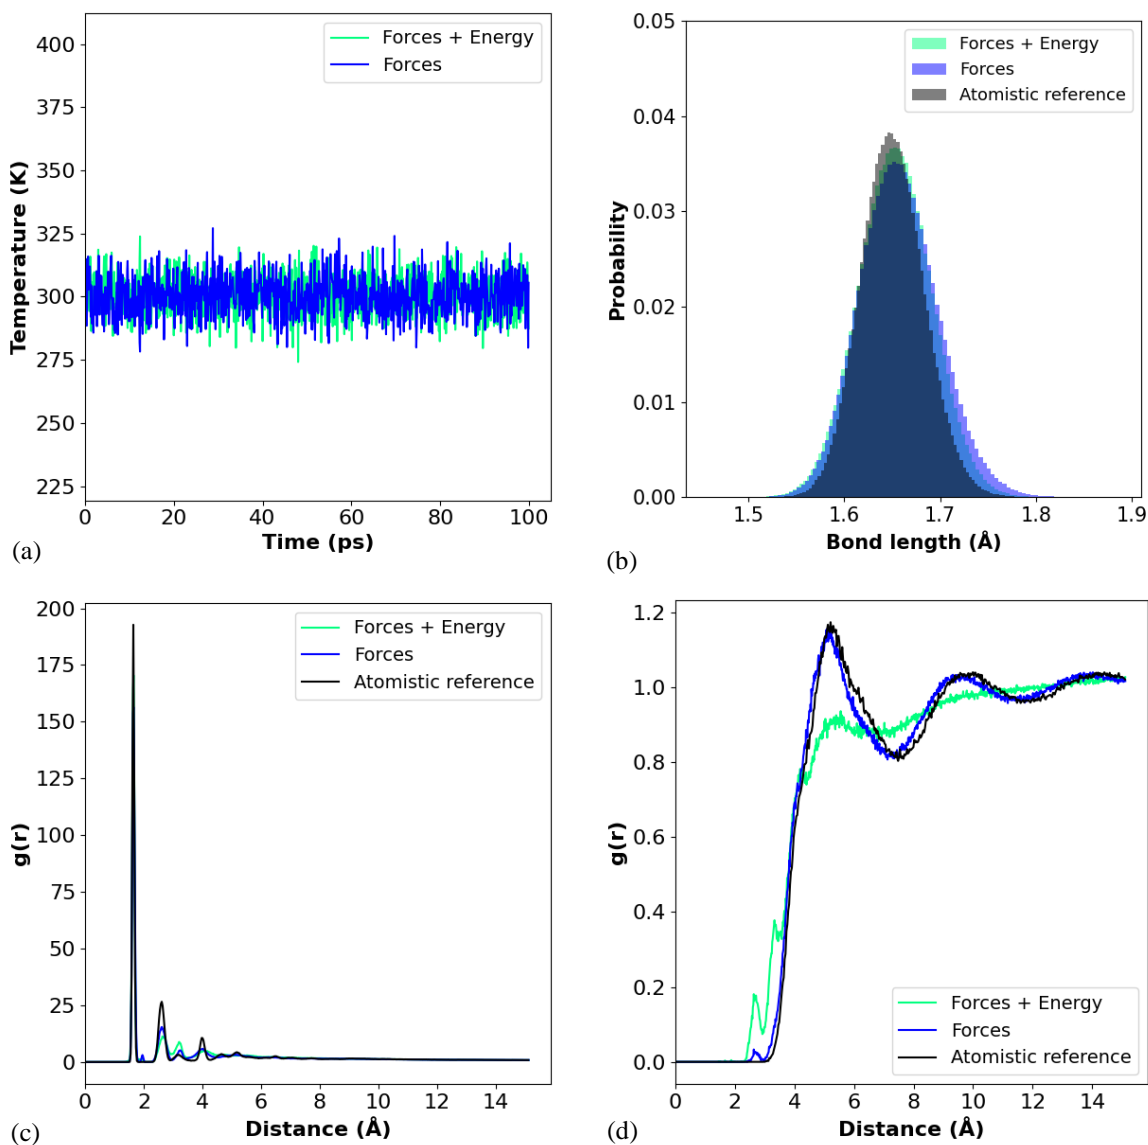 400
375
350
325
300
275
250
225
Temperature (K)
0 20 40 60 80 100
Time (ps)
Forces + Energy
Forces
(a)
0.05
0.04
0.03
0.02
0.01
0.00
Probability
1.5 1.6 1.7 1.8 1.9
Bond length (Å)
Forces + Energy
Forces
Atomistic reference
(b)
200
175
150
125
100
75
50
25
0
g(r)
0 2 4 6 8 10 12 14
Distance (Å)
Forces + Energy
Forces
Atomistic reference
(c)
1.2
1.0
0.8
0.6
0.4
0.2
0.0
g(r)
0 2 4 6 8 10 12 14
Distance (Å)
Forces + Energy
Forces
Atomistic reference
(d)